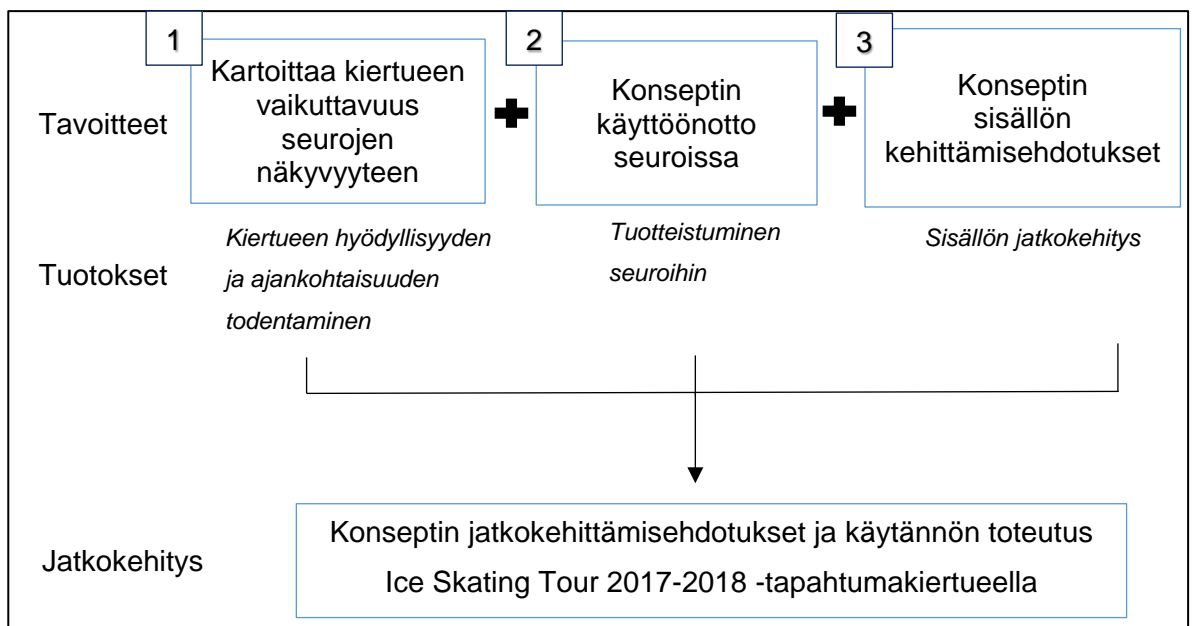 1
Kartoittaa kiertueen
vaikuttavuus
seurojen
näkyvyyteen
2
Konseptin
käyttöönotto
seuroissa
3
Konseptin
sisällön
kehittämisehdotukset
Tavoitteet
Kiertueen hyödyllisyyden
ja ajankohtaisuuden
todentaminen
Tuotteistuminen
seuroihin
Sisällön jatkokehitys
Tuotokset
Konseptin jatkokehittämisehdotukset ja käytännön toteutus
Ice Skating Tour 2017-2018 -tapahtumakiertueella
Jatkokehitys